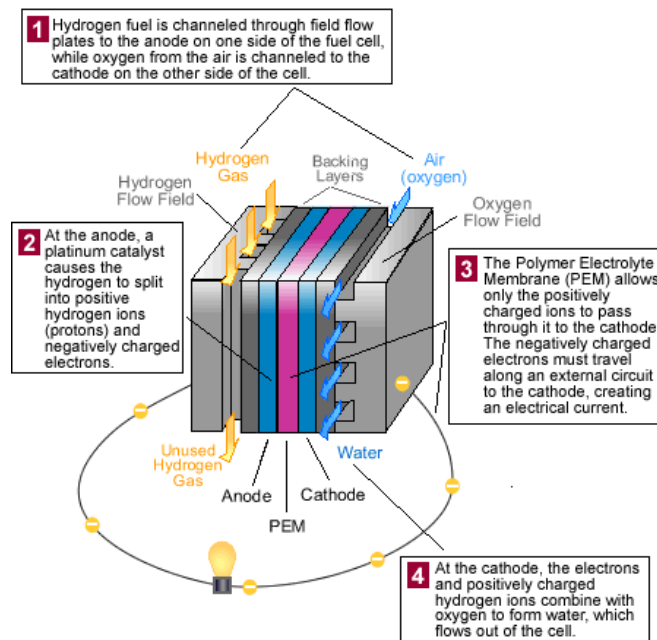 1 Hydrogen fuel is channeled through field flow
plates to the anode on one side of the fuel cell,
while oxygen from the air is channeled to the
cathode on the other side of the cell.
Hydrogen
Gas
Backing
Layers
Air
(oxygen)
Hydrogen
Flow Field
Oxygen
Flow Field
2 At the anode, a
platinum catalyst
causes the
hydrogen to split
into positive
hydrogen ions
(protons) and
negatively charged
electrons.
3 The Polymer Electrolyte
Membrane (PEM) allows
only the positively
charged ions to pass
through it to the cathode.
The negatively charged
electrons must travel
along an external circuit
to the cathode, creating
an electrical current.
Unused
Hydrogen
Gas
Water
Anode
Cathode
PEM
4 At the cathode, the electrons
and positively charged
hydrogen ions combine with
oxygen to form water, which
flows out of the cell.